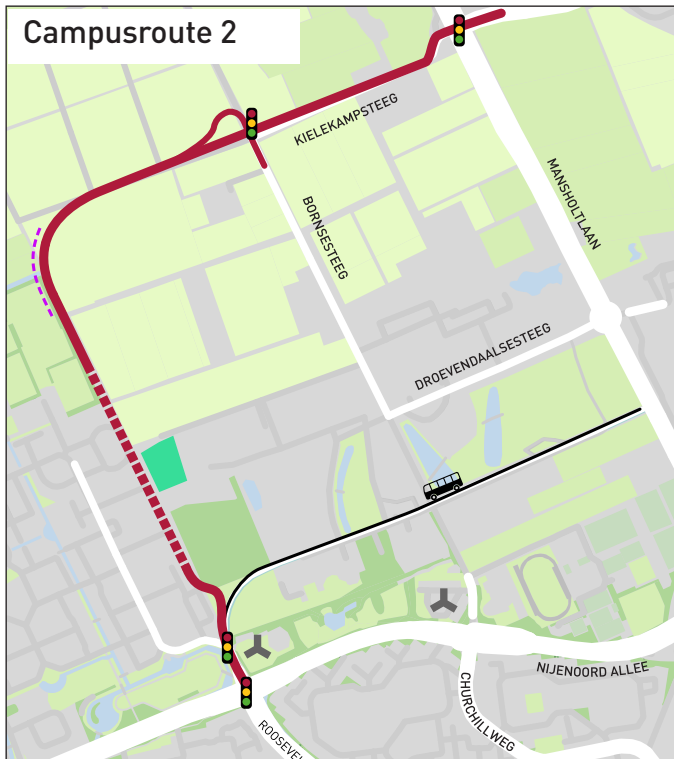 Campusroute 2
KIELEKAMPSTEEG
MANSHOLTLAAN
BORNSESTEEG
DROEVENDAALSESTEEG
NIJENOORD ALLEE
CHURCHILLWEG